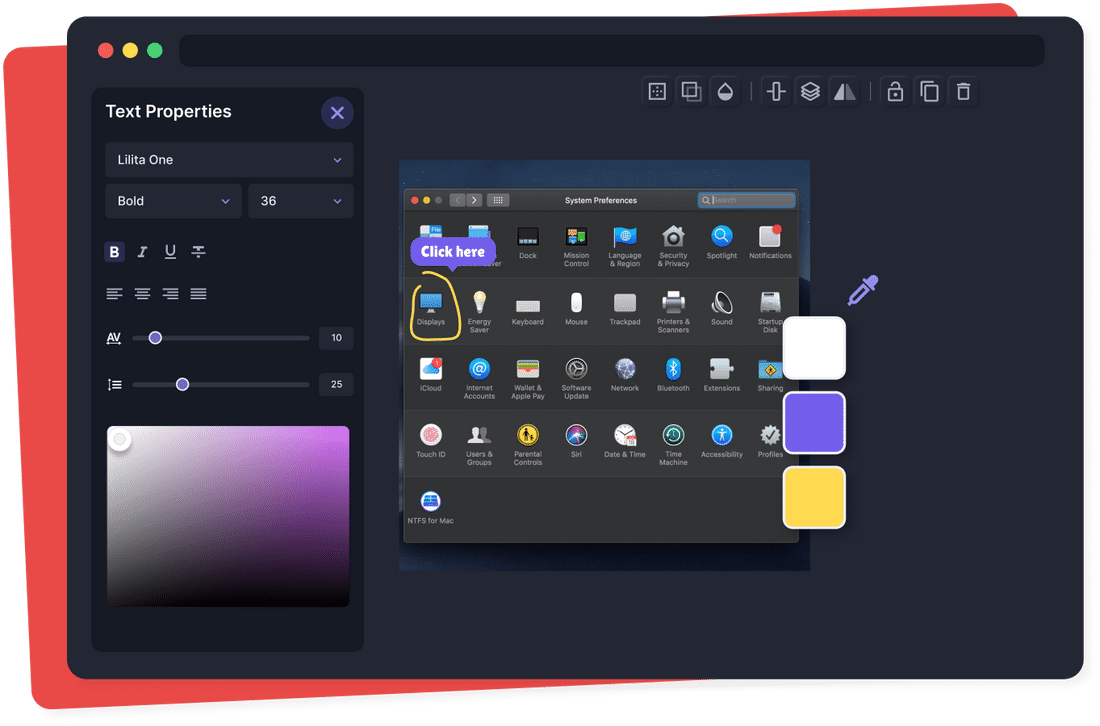 Text Properties
Lilita One
Bold
36
B I U
AV
10
25
System Preferences
Search
File
Click here
Dock
Mission
Control
Language
& Region
Security
& Privacy
Spotlight
Notifications
Displays
Energy
Saver
Keyboard
Mouse
Trackpad
Printers &
Scanners
Sound
Startup
Disk
1
iCloud
Internet
Accounts
Wallet &
Apple Pay
Software
Update
Network
Bluetooth
Extensions
Sharing
Touch ID
Users &
Groups
Parental
Controls
Siri
Date & Time
Time
Machine
Accessibility
Profiles
NTFS for Mac